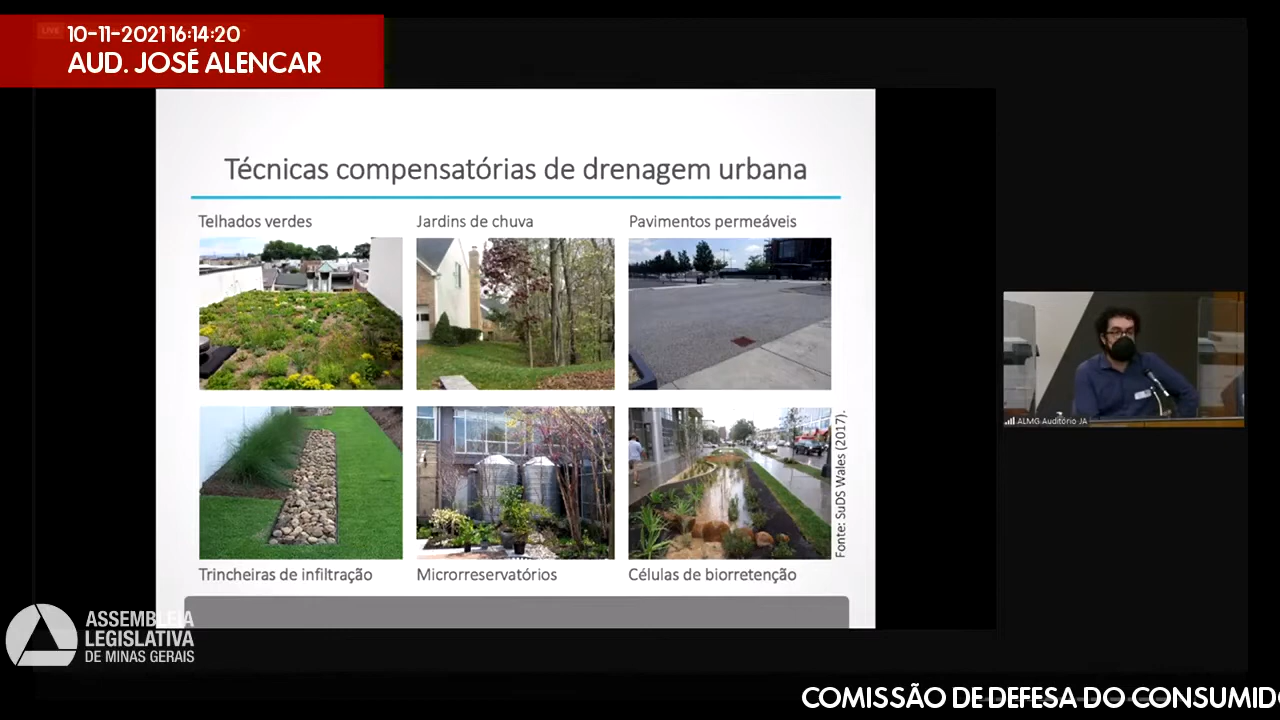 LIVE
10-11-2021 16:14:20
AUD. JOSÉ ALENCAR
Técnicas compensatórias de drenagem urbana
Telhados verdes
Jardins de chuva
Pavimentos permeáveis
Fonte: SuDS Wales (2017).
Trincheiras de infiltração
Microrreservatórios
Células de biorretenção
ALMG Auditório JA
ASSEMBLEIA
LEGISLATIVA
DE MINAS GERAIS
COMISSÃO DE DEFESA DO CONSUMID